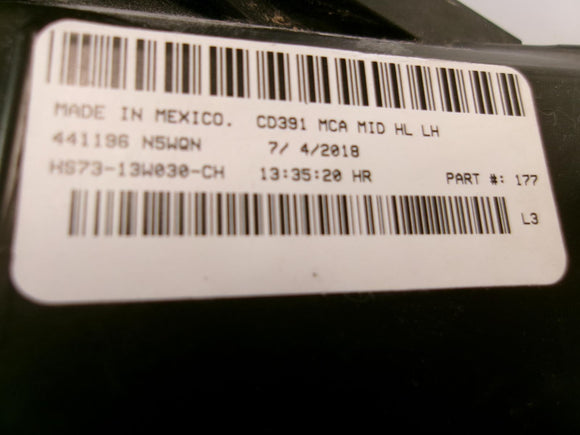 MADE IN MEXICO. CD391 MCA MID HL LH
441196 N5WQN 7/ 4/2018
HS73-13W030-CH 13:35:20 HR PART #: 177
L3